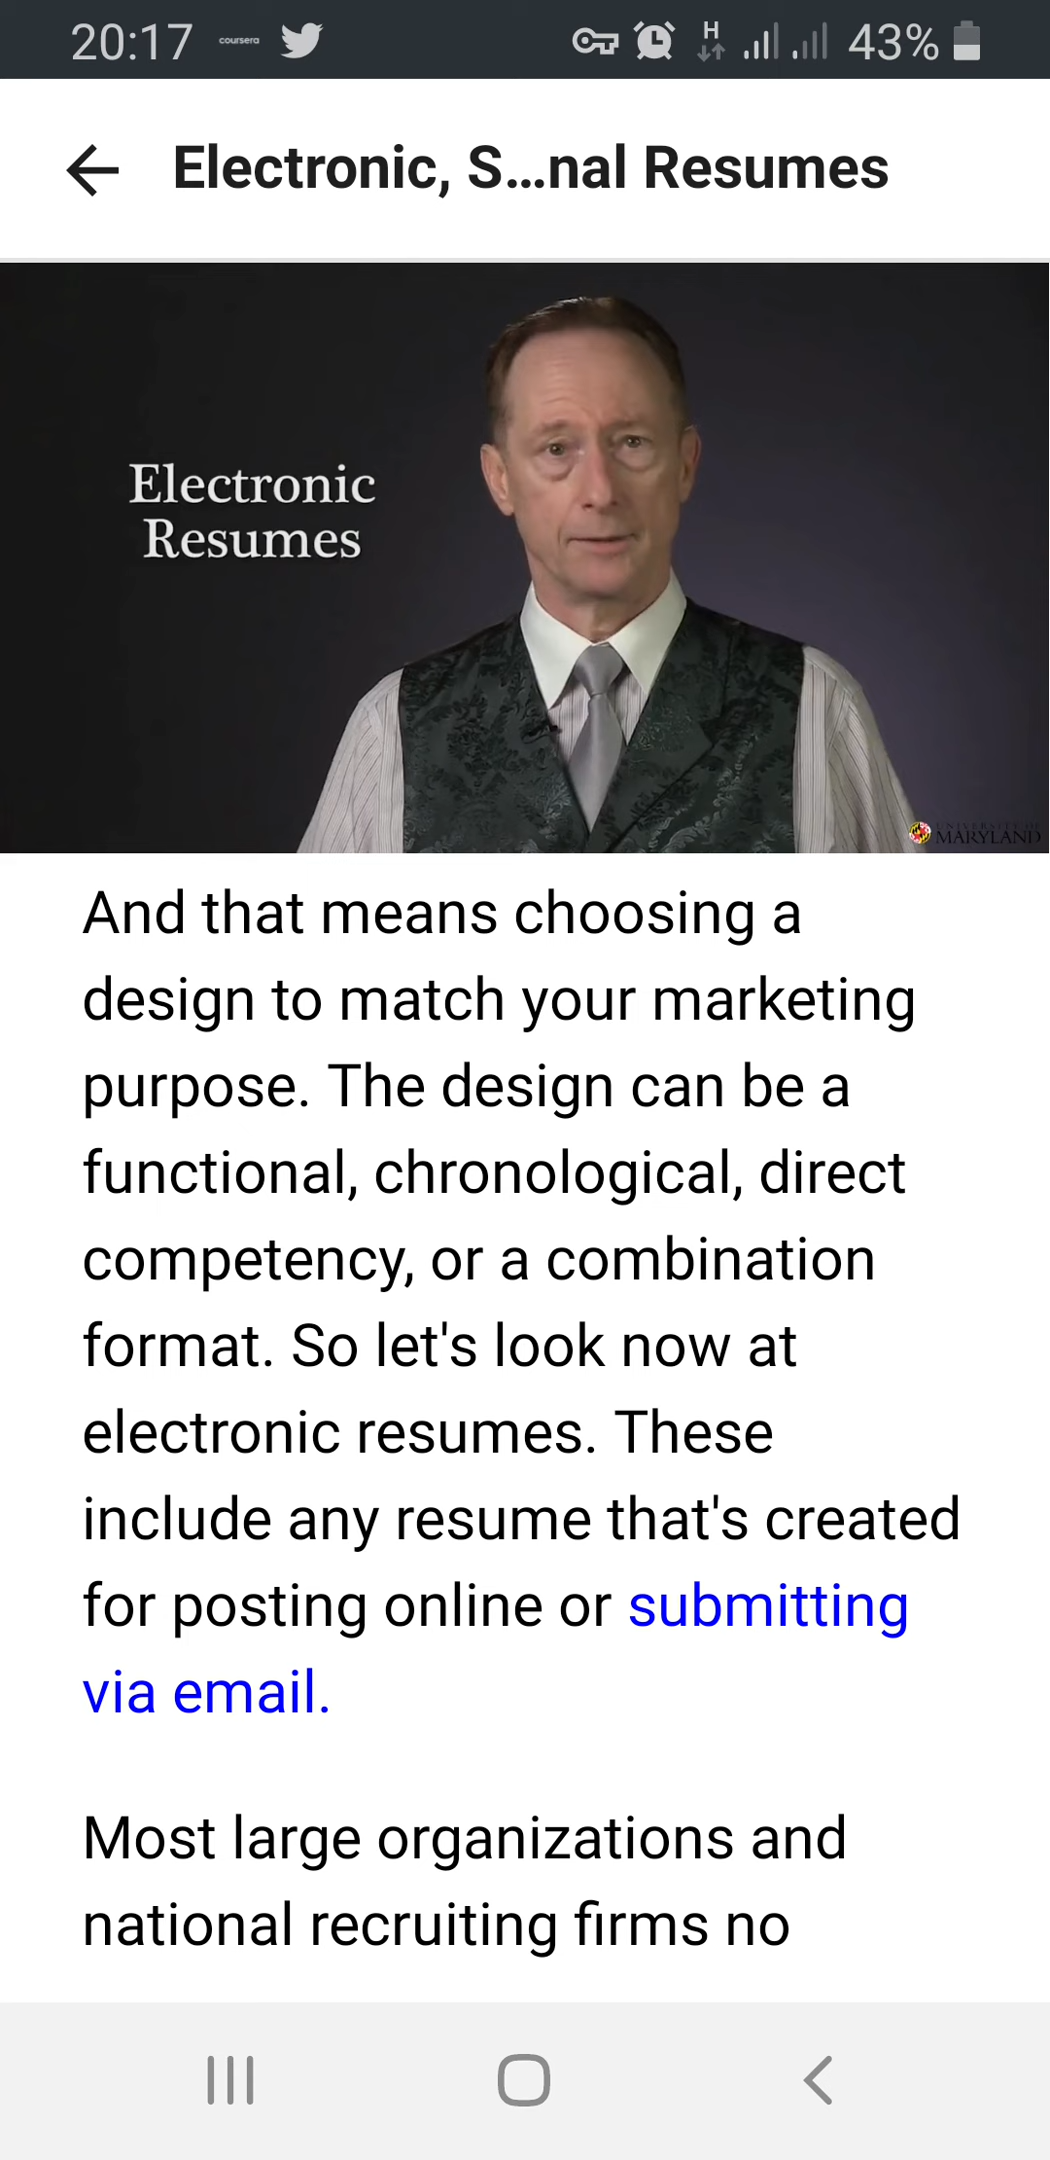 20:17 coursera H 43%
Electronic, S...nal Resumes
Electronic
Resumes
UNIVERSITY OF
MARYLAND
And that means choosing a
design to match your marketing
purpose. The design can be a
functional, chronological, direct
competency, or a combination
format. So let's look now at
electronic resumes. These
include any resume that's created
for posting online or submitting
via email.
Most large organizations and
national recruiting firms no